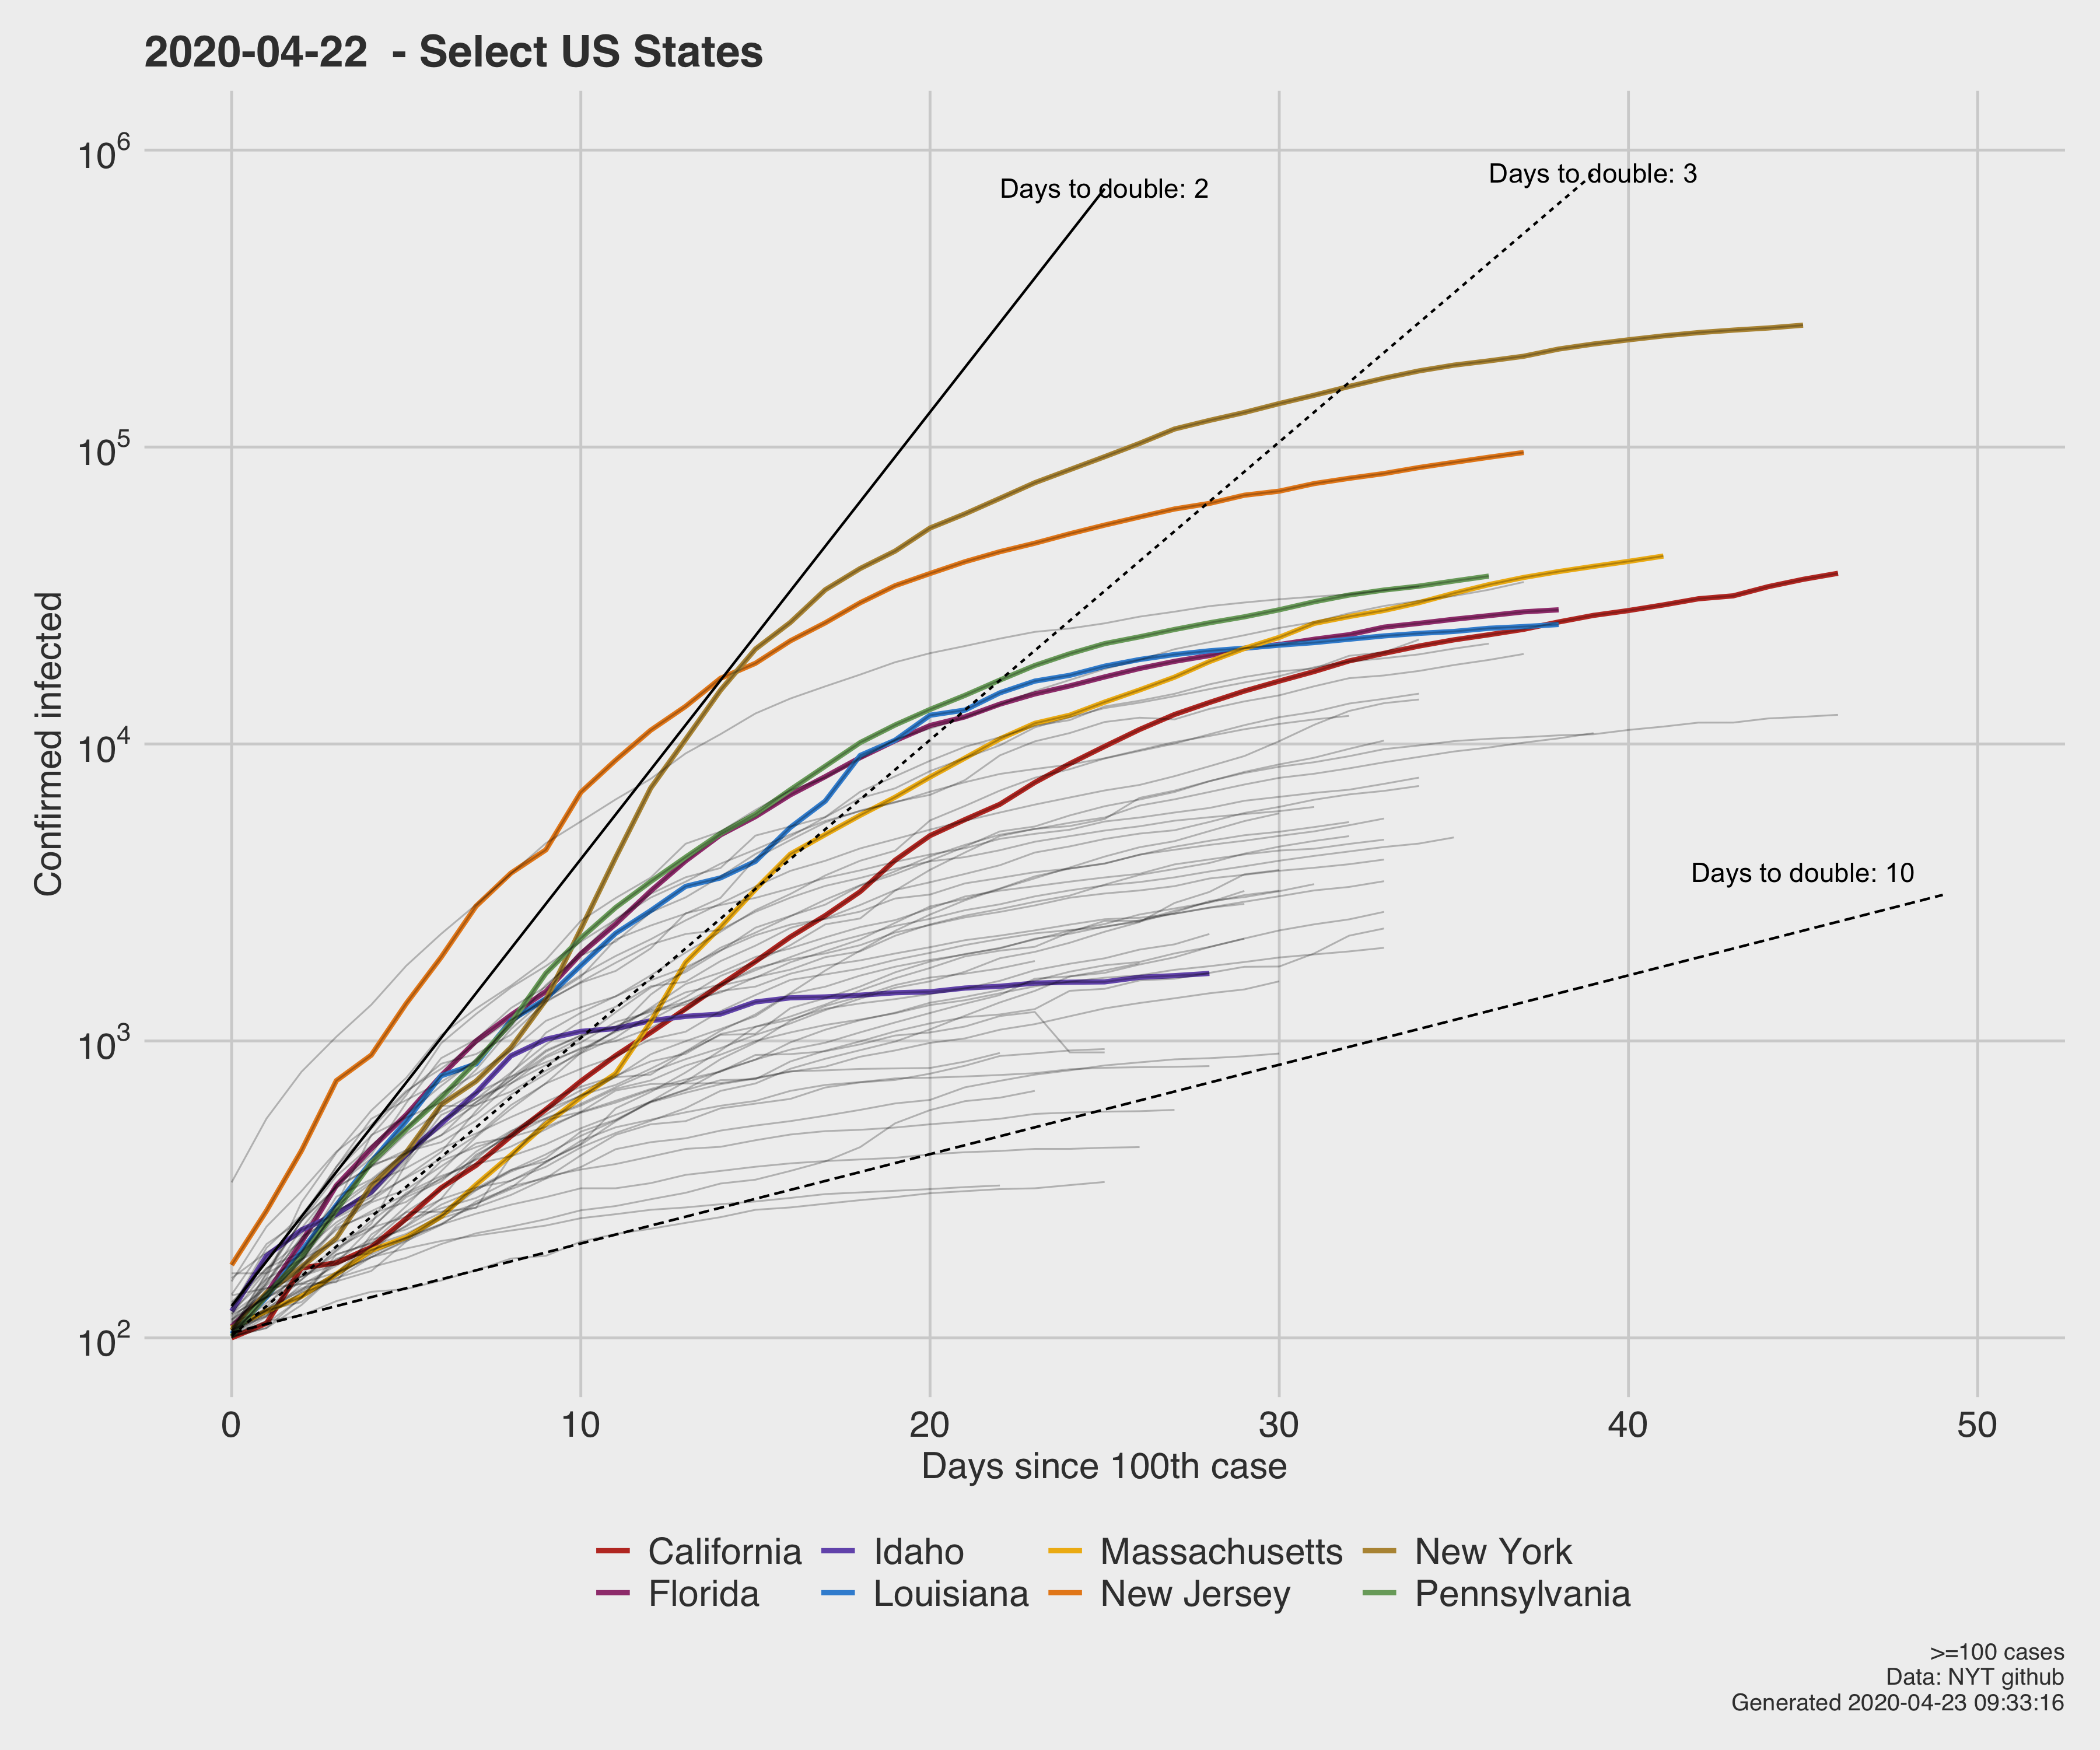 2020-04-22  - Select US States
Confirmed infected
10^6
10^5
10^4
10^3
10^2
Days to double: 2
Days to double: 3
Days to double: 10
0 10 20 30 40 50
Days since 100th case
California Idaho Massachusetts New York
Florida Louisiana New Jersey Pennsylvania
>=100 cases
Data: NYT github
Generated 2020-04-23 09:33:16